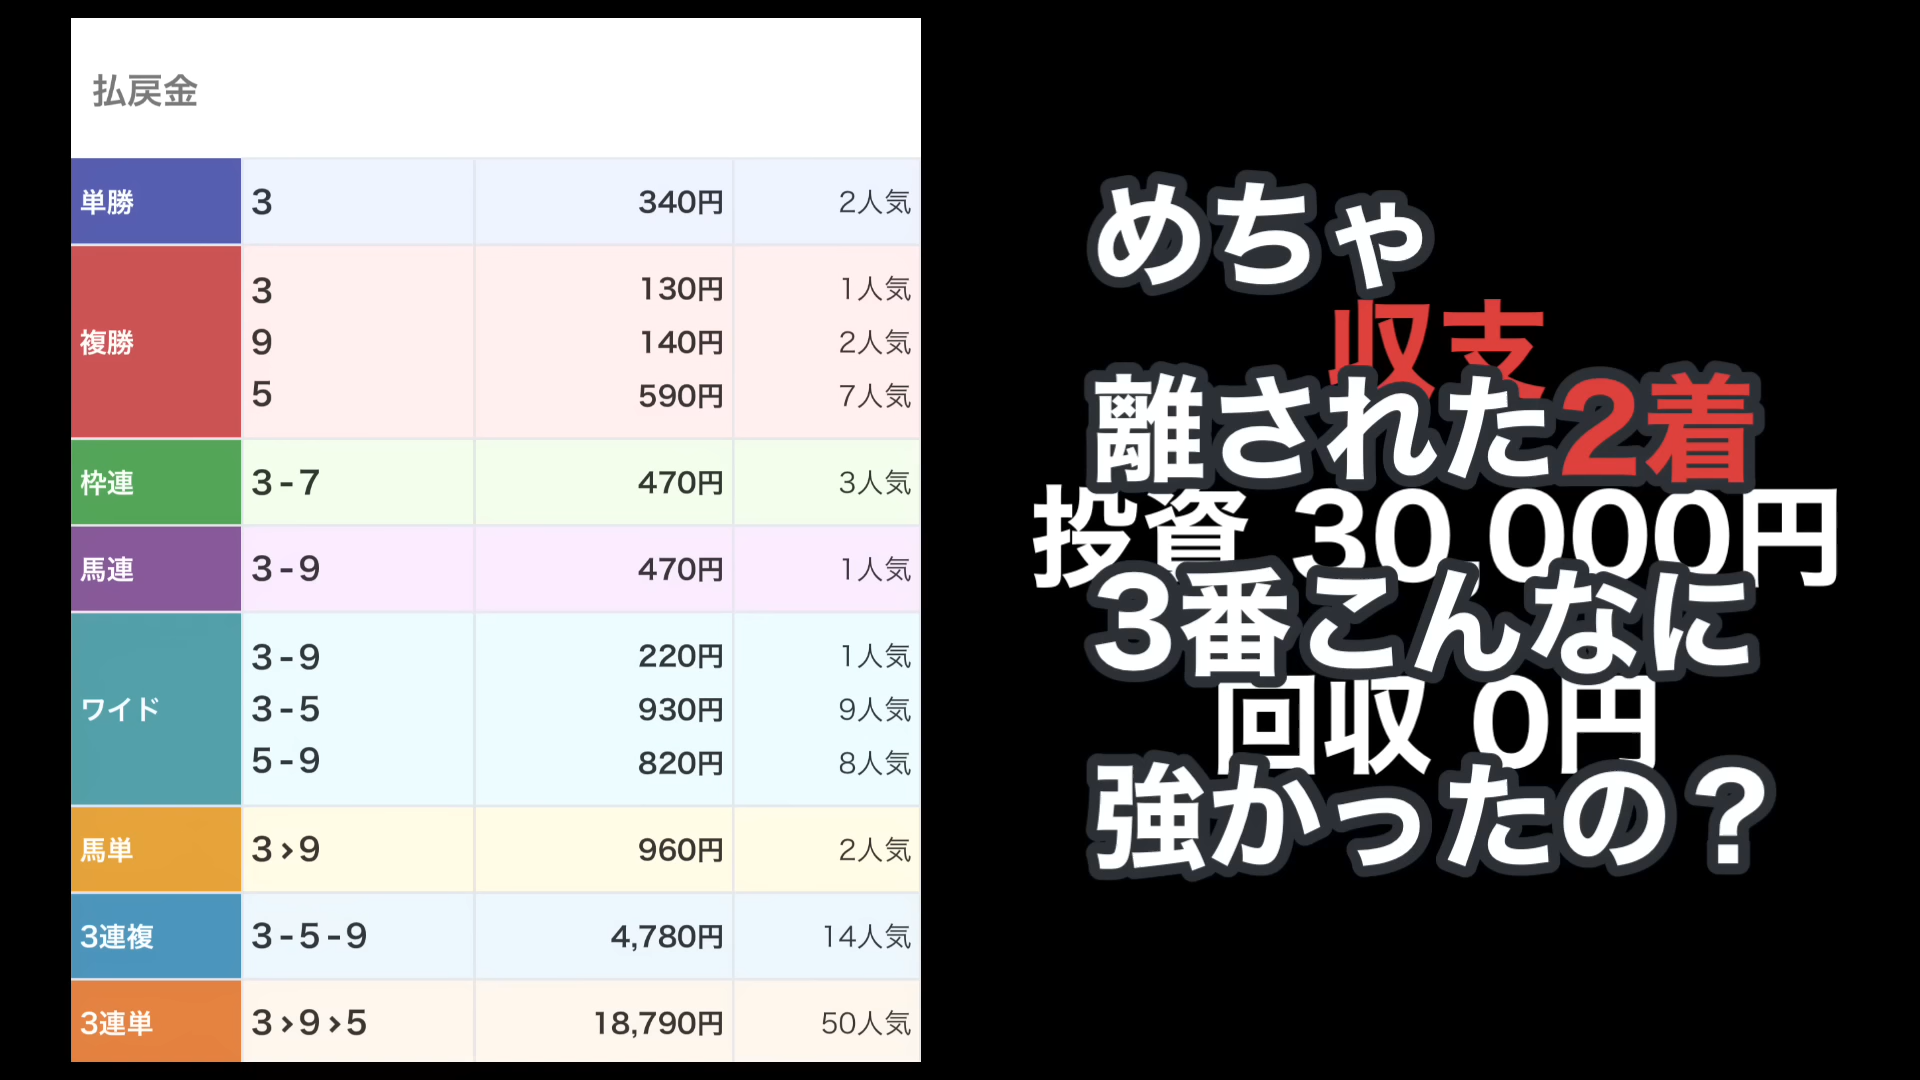 払戻金
単勝 3 340円 2人気
複勝 3 130円 1人気
9 140円 2人気
5 590円 7人気
枠連 3-7 470円 3人気
馬連 3-9 470円 1人気
ワイド 3-9 220円 1人気
3-5 930円 9人気
5-9 820円 8人気
馬単 3›9 960円 2人気
3連複 3-5-9 4,780円 14人気
3連単 3›9›5 18,790円 50人気
めちゃ
収支
離された2着
投資 30,000円
3番こんなに
回収 0円
強かったの？